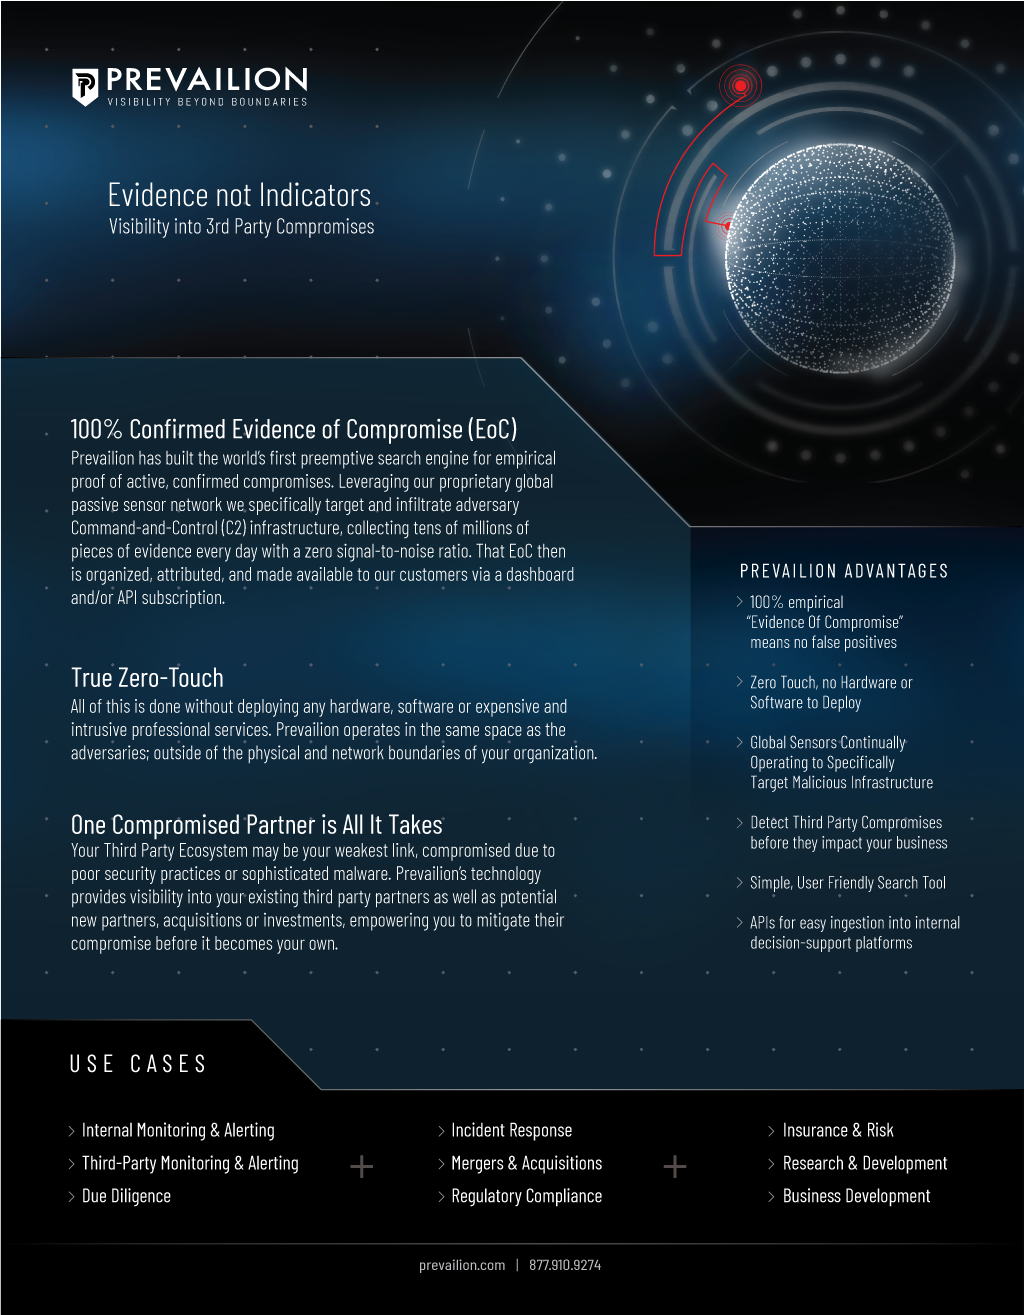 PREVAILION
VISIBILITY BEYOND BOUNDARIES
Evidence not Indicators
Visibility into 3rd Party Compromises
100% Confirmed Evidence of Compromise (EoC)
Prevailion has built the world's first preemptive search engine for empirical
proof of active, confirmed compromises. Leveraging our proprietary global
passive sensor network we specifically target and infiltrate adversary
Command-and-Control (C2) infrastructure, collecting tens of millions of
pieces of evidence every day with a zero signal-to-noise ratio. That EoC then
is organized, attributed, and made available to our customers via a dashboard
and/or API subscription.
True Zero-Touch
All of this is done without deploying any hardware, software or expensive and
intrusive professional services. Prevailion operates in the same space as the
adversaries; outside of the physical and network boundaries of your organization.
One Compromised Partner is All It Takes
Your Third Party Ecosystem may be your weakest link, compromised due to
poor security practices or sophisticated malware. Prevailion's technology
provides visibility into your existing third party partners as well as potential
new partners, acquisitions or investments, empowering you to mitigate their
compromise before it becomes your own.
PREVAILION ADVANTAGES
> 100% empirical
“Evidence Of Compromise”
means no false positives
> Zero Touch, no Hardware or
Software to Deploy
> Global Sensors Continually
Operating to Specifically
Target Malicious Infrastructure
> Detect Third Party Compromises
before they impact your business
> Simple, User Friendly Search Tool
> APIs for easy ingestion into internal
decision-support platforms
USE CASES
> Internal Monitoring & Alerting
> Third-Party Monitoring & Alerting
> Due Diligence
+
> Incident Response
> Mergers & Acquisitions
> Regulatory Compliance
+
> Insurance & Risk
> Research & Development
> Business Development
prevailion.com | 877.910.9274